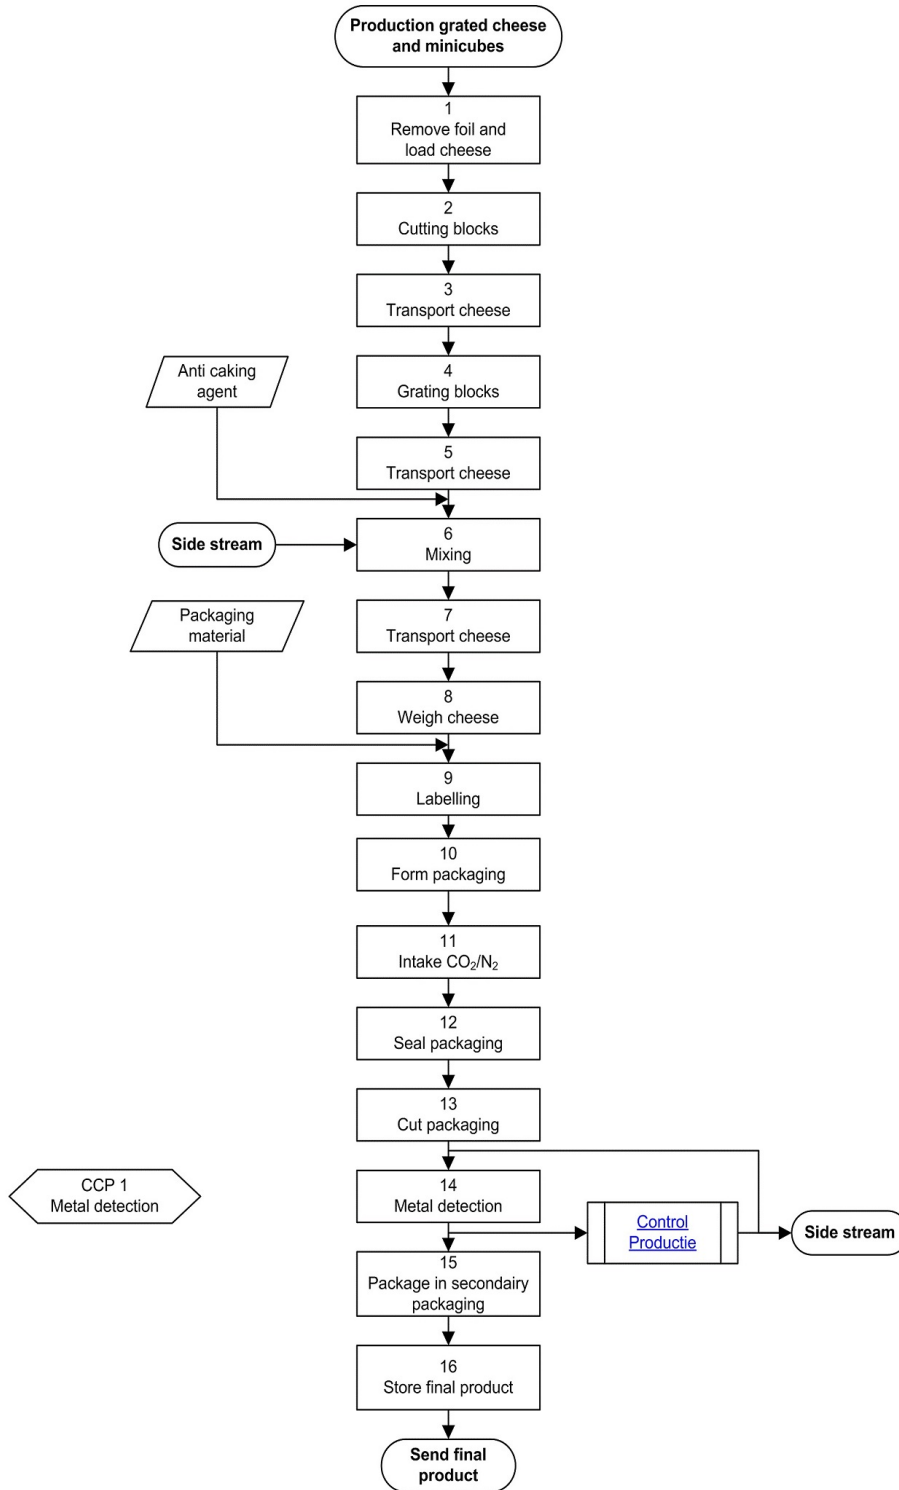 Production grated cheese
and minicubes
1
Remove foil and
load cheese
2
Cutting blocks
3
Transport cheese
Anti caking
agent
4
Grating blocks
5
Transport cheese
Side stream
6
Mixing
Packaging
material
7
Transport cheese
8
Weigh cheese
9
Labelling
10
Form packaging
11
Intake CO₂/N₂
12
Seal packaging
13
Cut packaging
CCP 1
Metal detection
14
Metal detection
Control
Productie
Side stream
15
Package in secondairy
packaging
16
Store final product
Send final
product